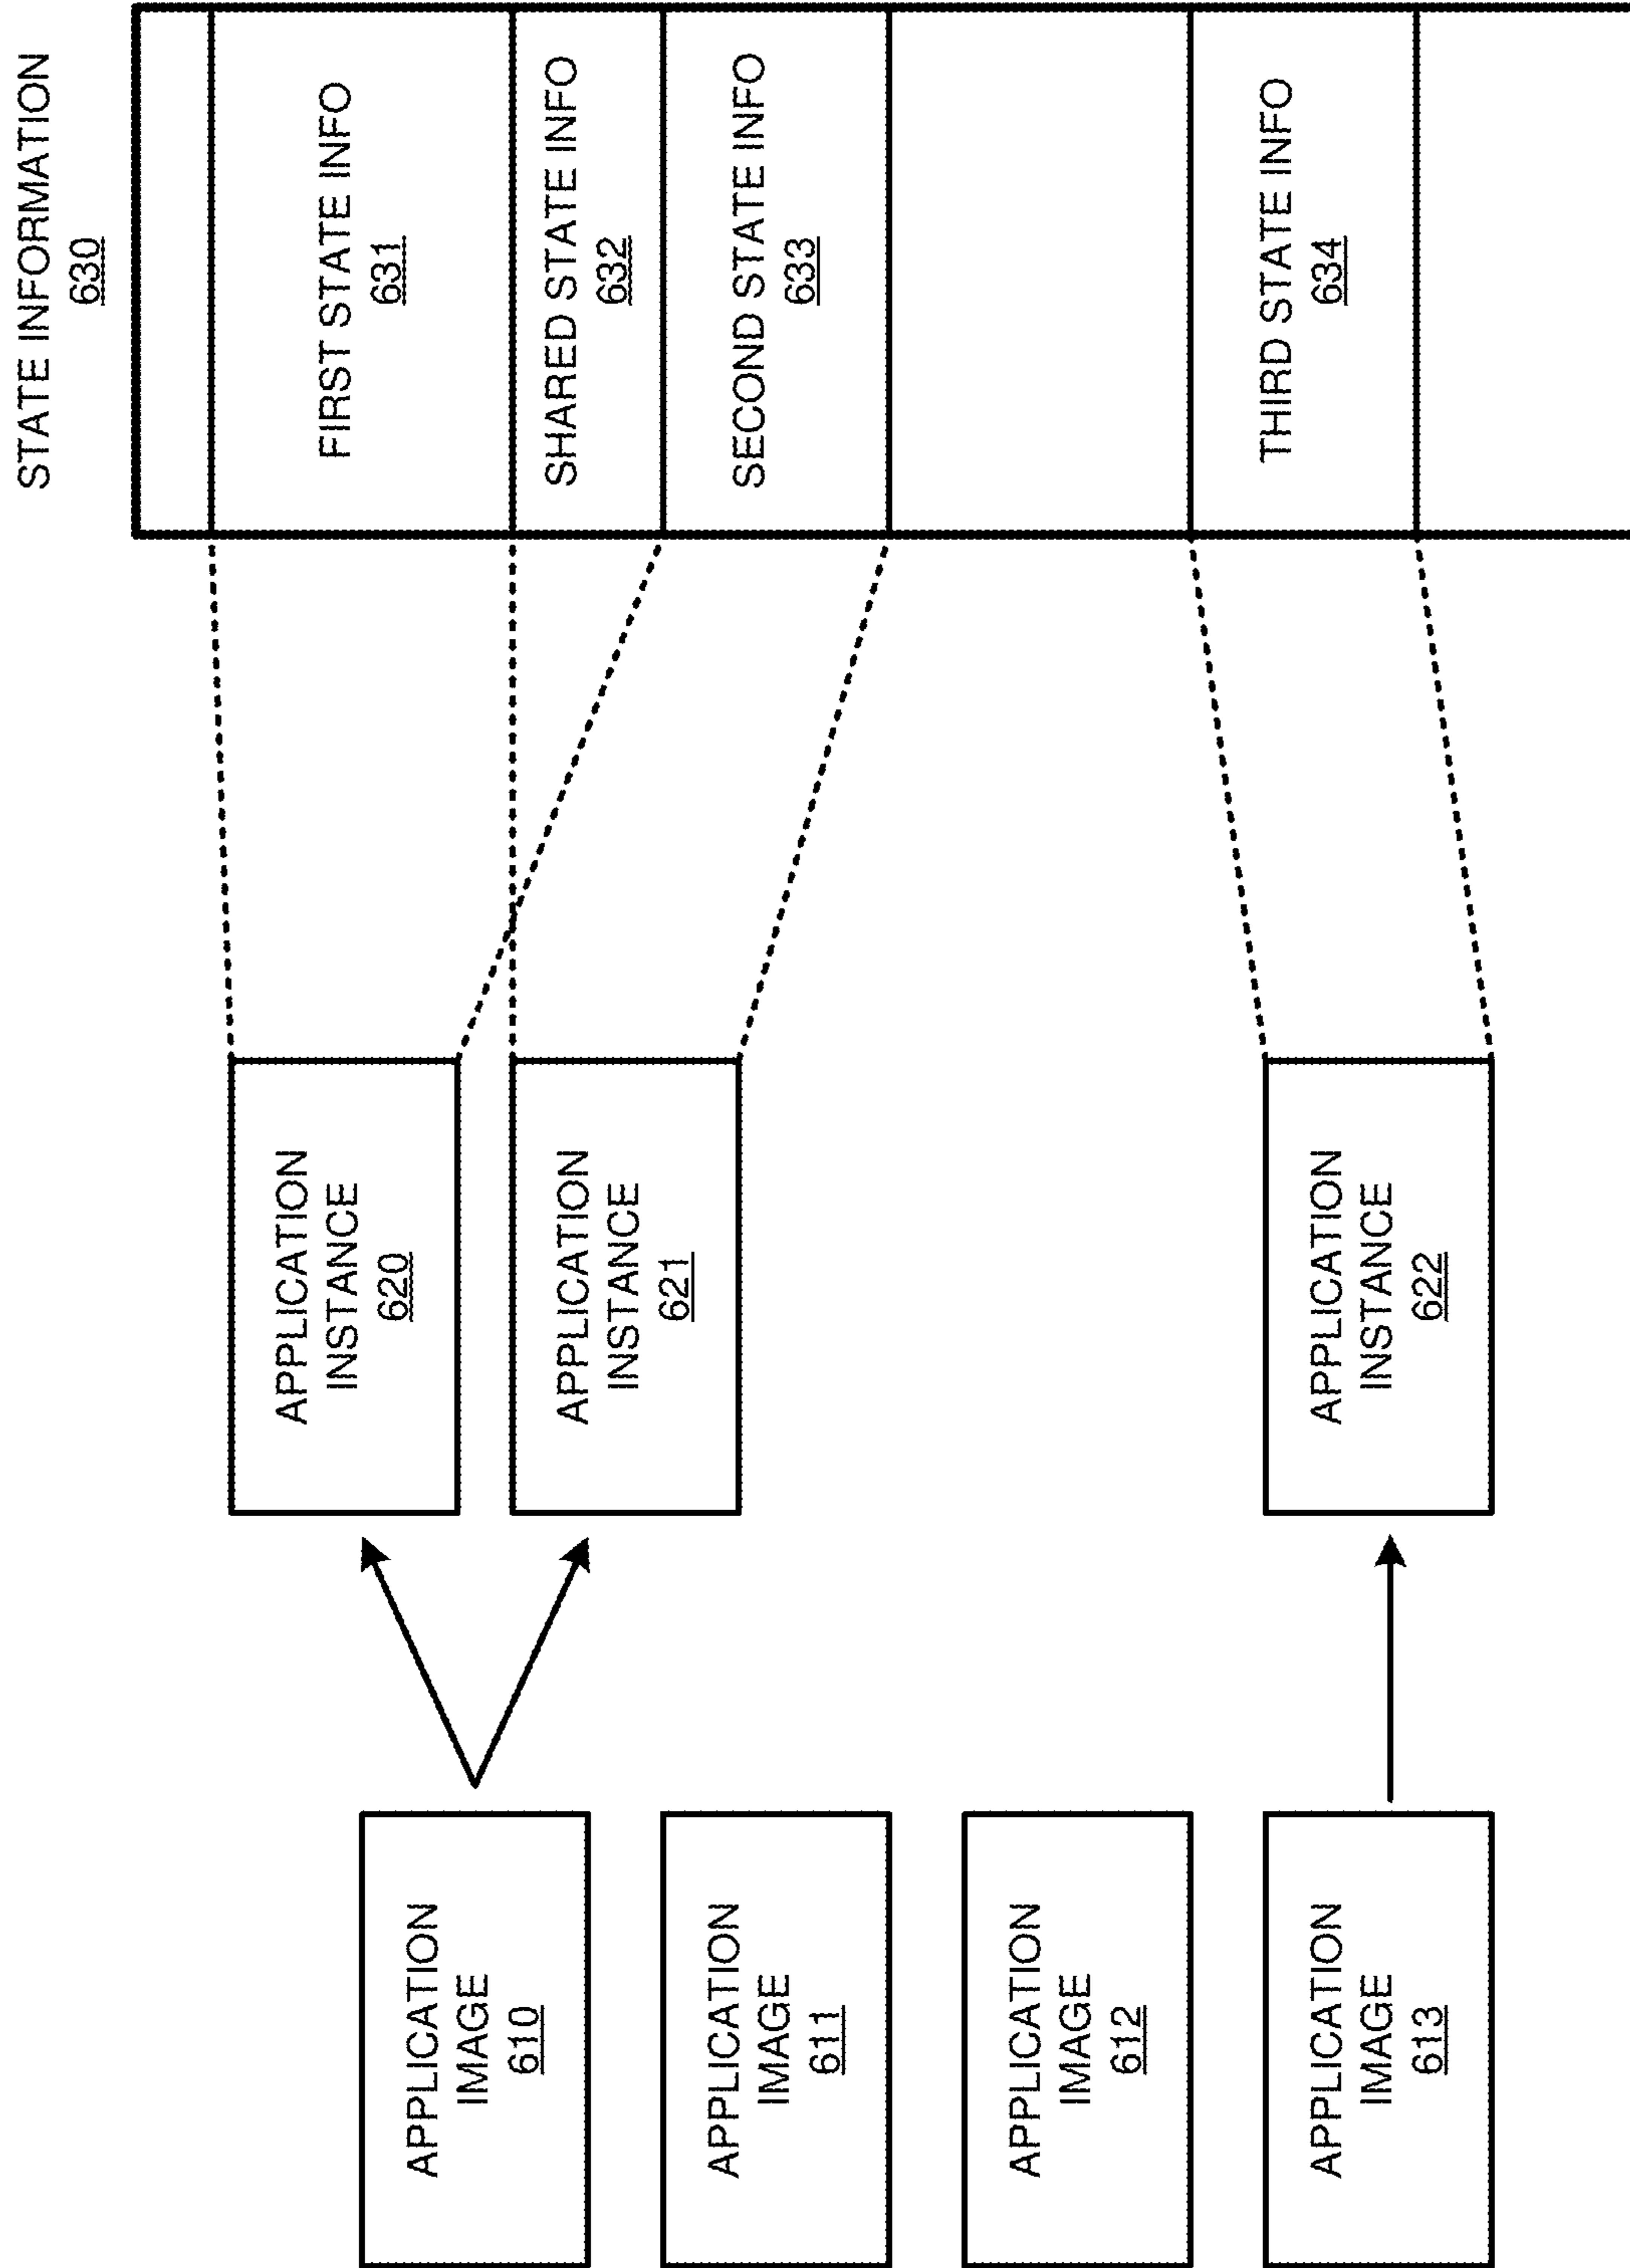 APPLICATION
IMAGE
610
APPLICATION
IMAGE
611
APPLICATION
IMAGE
612
APPLICATION
IMAGE
613
APPLICATION
INSTANCE
620
APPLICATION
INSTANCE
621
APPLICATION
INSTANCE
622
STATE INFORMATION
630
FIRST STATE INFO
631
SHARED STATE INFO
632
SECOND STATE INFO
633
THIRD STATE INFO
634